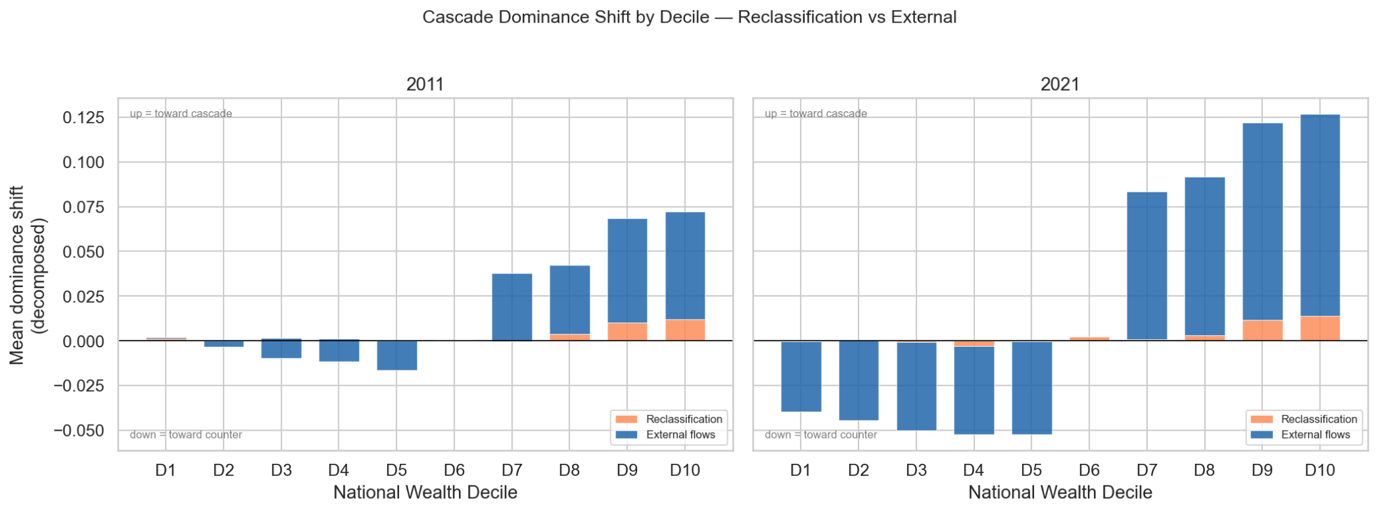 Cascade Dominance Shift by Decile — Reclassification vs External
2011
2021
Mean dominance shift
(decomposed)
0.125
0.100
0.075
0.050
0.025
0.000
−0.025
−0.050
up = toward cascade
down = toward counter
Reclassification
External flows
D1 D2 D3 D4 D5 D6 D7 D8 D9 D10
National Wealth Decile
up = toward cascade
down = toward counter
Reclassification
External flows
D1 D2 D3 D4 D5 D6 D7 D8 D9 D10
National Wealth Decile